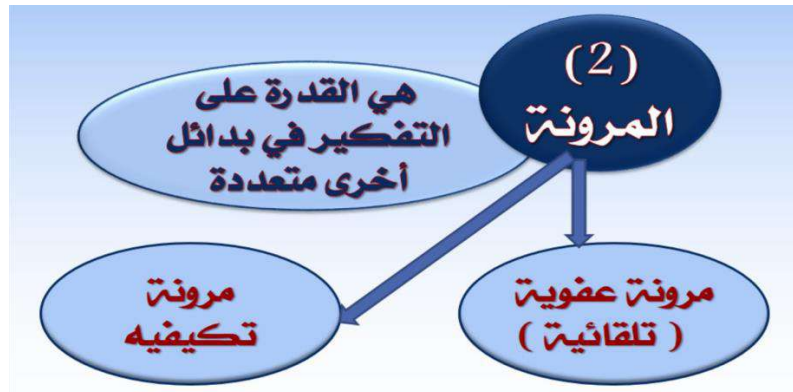 (2)
المرونة
هي القدرة على
التفكير في بدائل
أخرى متعددة
مرونة عفوية
( تلقائية )
مرونة
تكيفيه